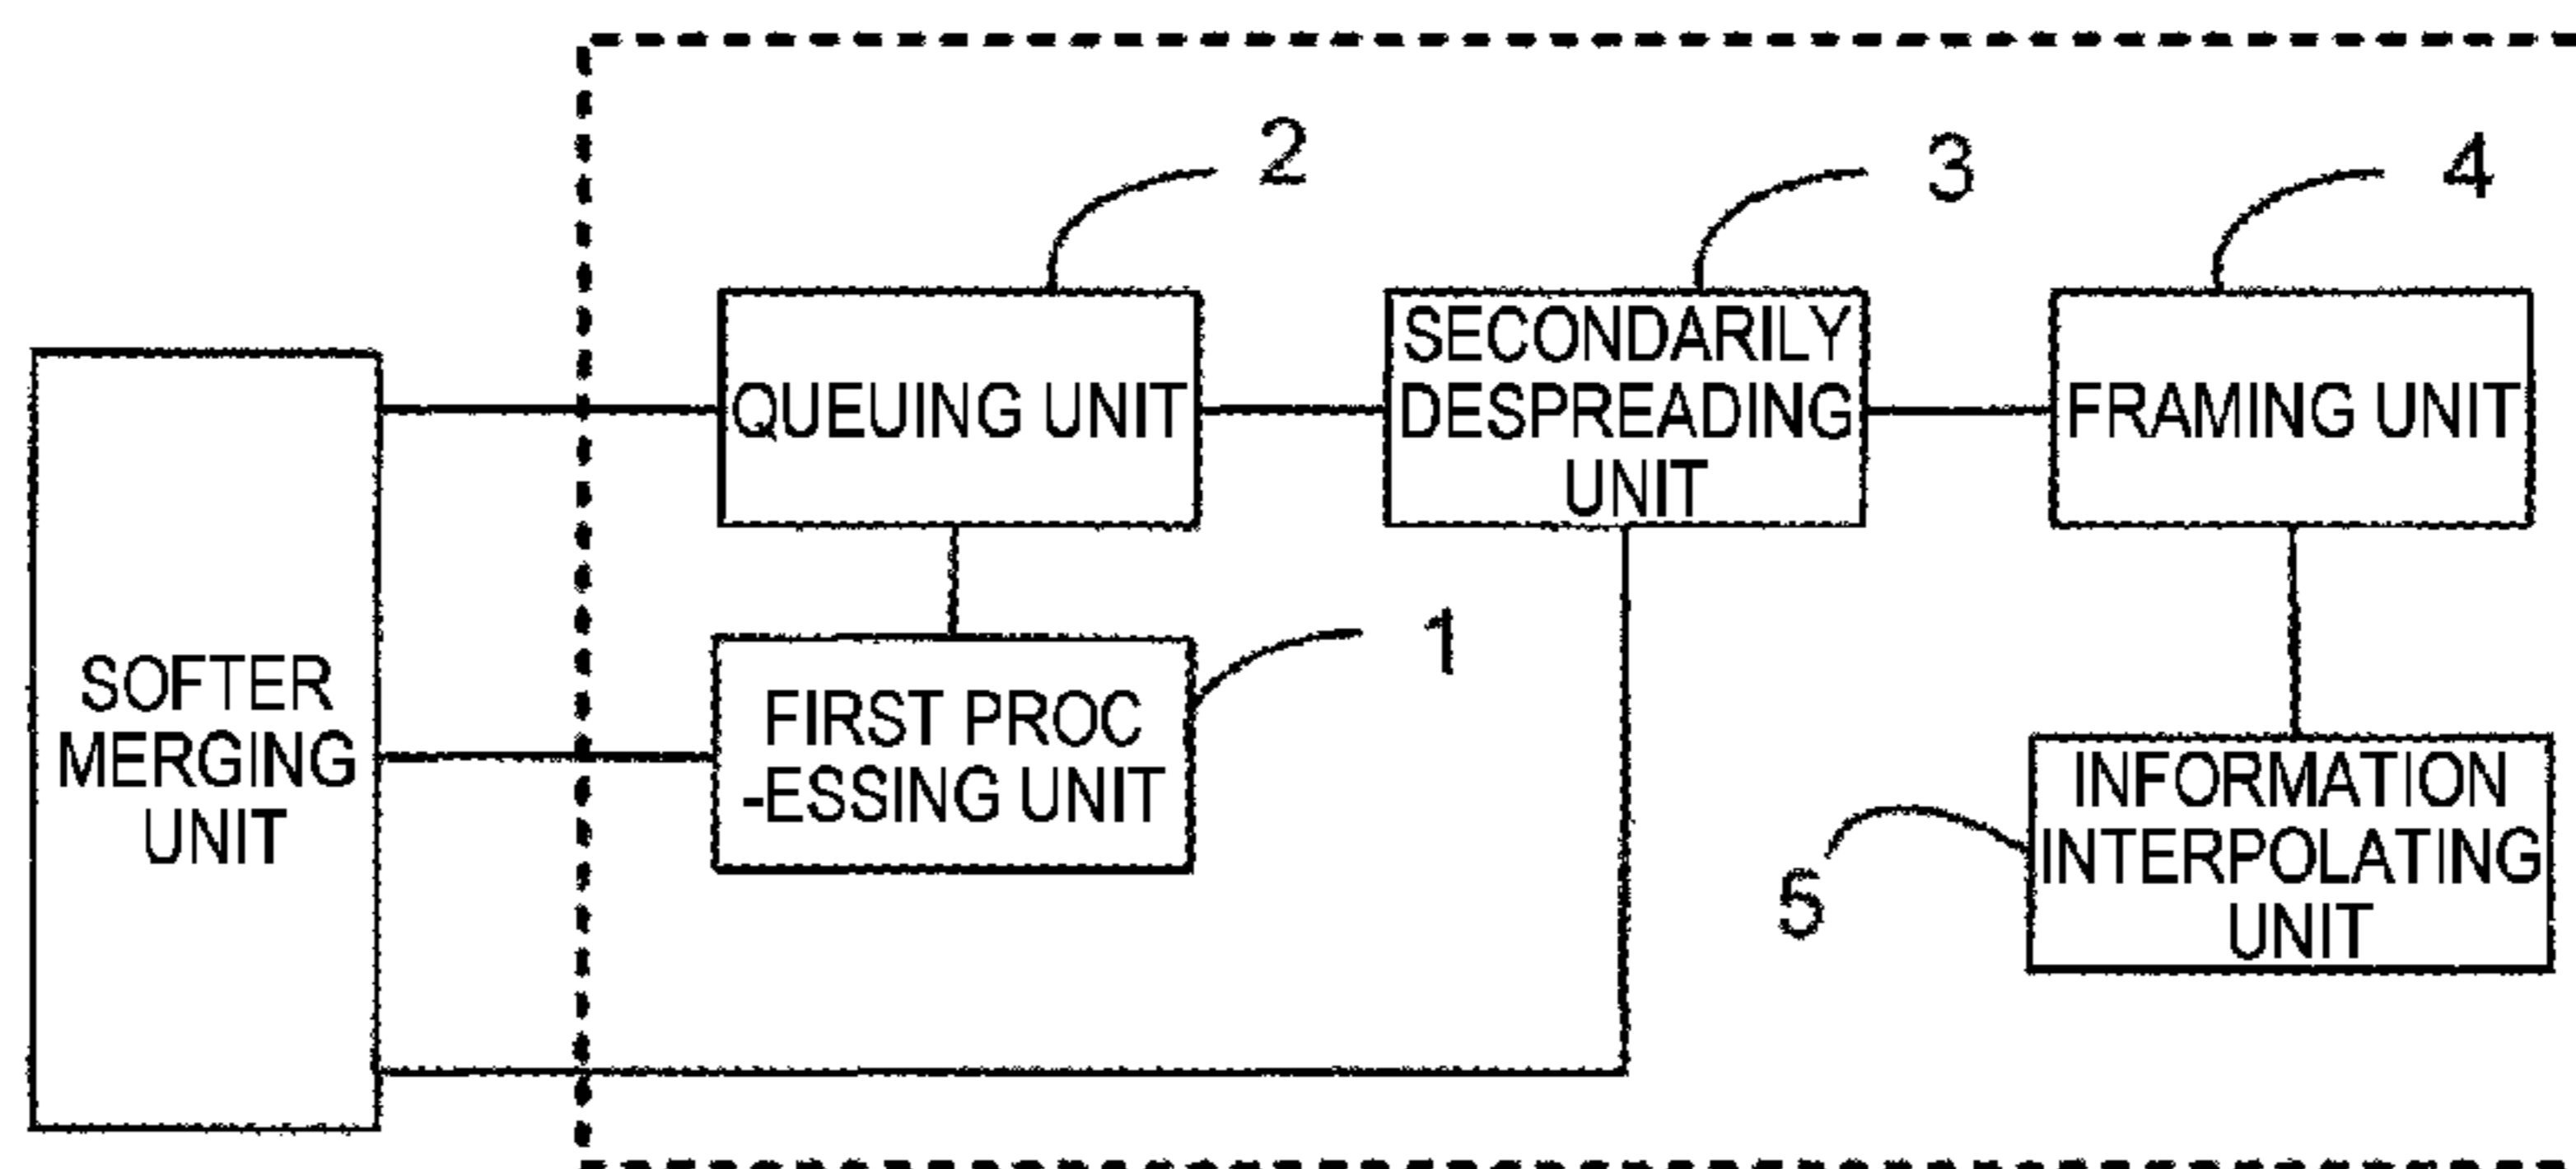 2
3
4
SECONDARILY
DESPREADING
UNIT
QUEUING UNIT
FRAMING UNIT
1
SOFTER
MERGING
UNIT
FIRST PROC
-ESSING UNIT
5
INFORMATION
INTERPOLATING
UNIT